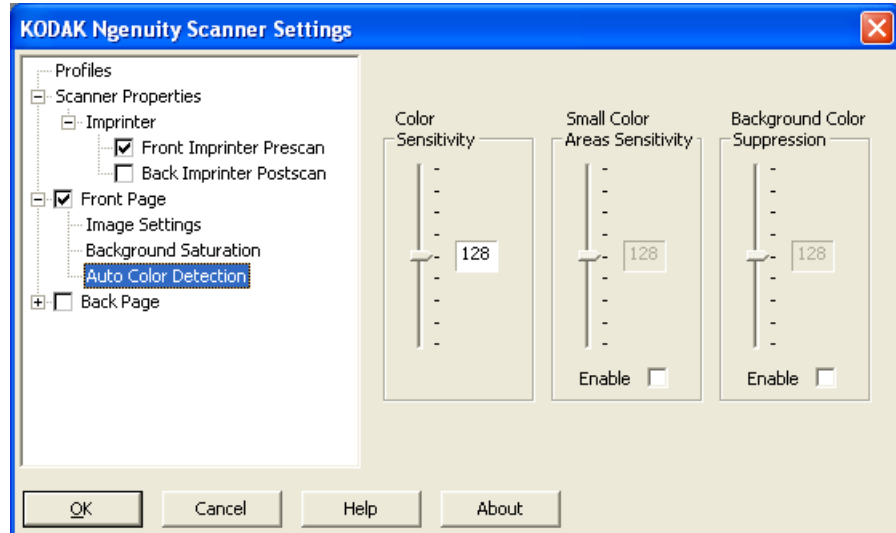 KODAK Ngenuity Scanner Settings
Profiles
Scanner Properties
Imprinter
Front Imprinter Prescan
Back Imprinter Postscan
Front Page
Image Settings
Background Saturation
Auto Color Detection
Back Page
Color
Sensitivity
128
Small Color
Areas Sensitivity
128
Enable
Background Color
Suppression
128
Enable
OK
Cancel
Help
About